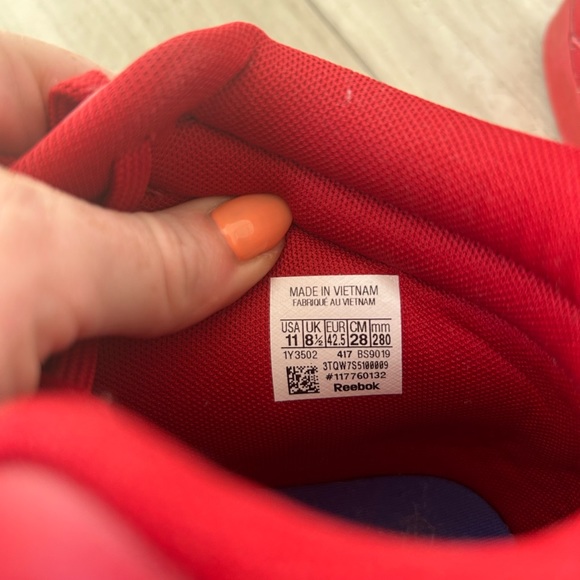 MADE IN VIETNAM
FABRIQUÉ AU VIETNAM
USA UK EUR CM mm
11 8½ 42.5 28 280
1Y3502 417 BS9019
3TQW7S5100009
#117760132
Reebok